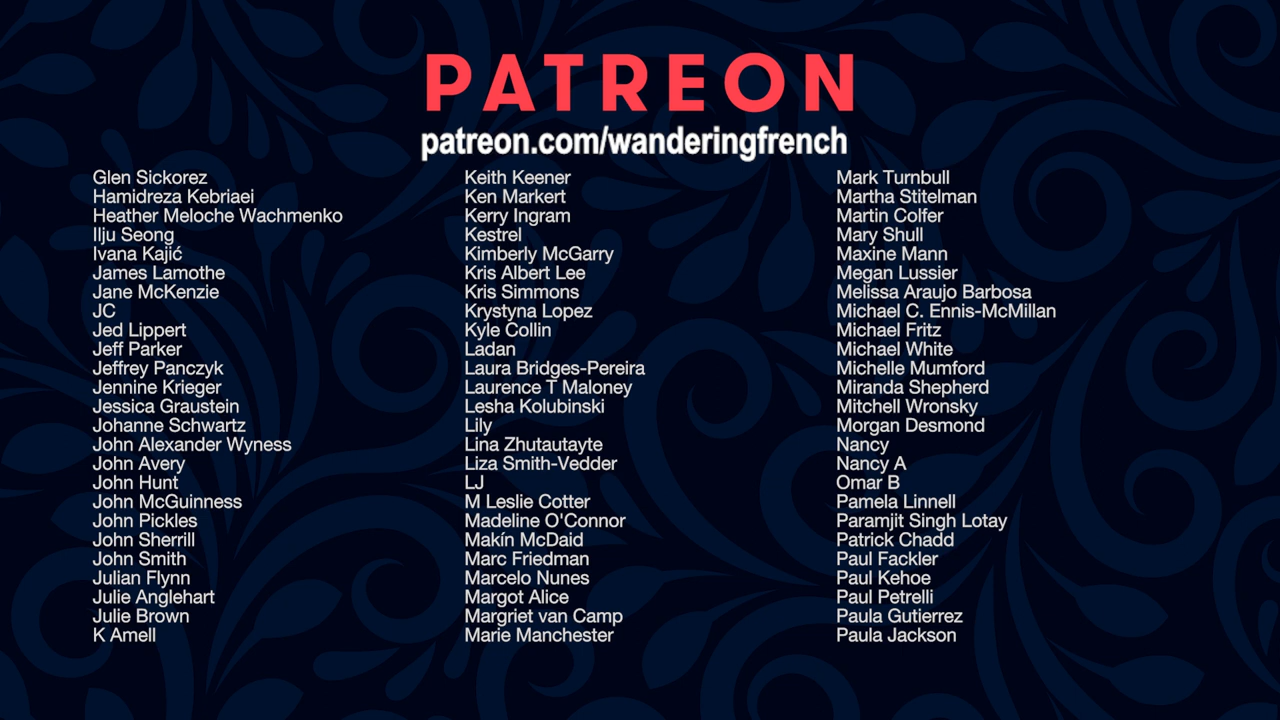 PATREON
patreon.com/wanderingfrench
Glen Sickorez
Hamidreza Kebriaei
Heather Meloche Wachmenko
Ilju Seong
Ivana Kajić
James Lamothe
Jane McKenzie
JC
Jed Lippert
Jeff Parker
Jeffrey Panczyk
Jennine Krieger
Jessica Graustein
Johanne Schwartz
John Alexander Wyness
John Avery
John Hunt
John McGuinness
John Pickles
John Sherrill
John Smith
Julian Flynn
Julie Anglehart
Julie Brown
K Amell
Keith Keener
Ken Markert
Kerry Ingram
Kestrel
Kimberly McGarry
Kris Albert Lee
Kris Simmons
Krystyna Lopez
Kyle Collin
Ladan
Laura Bridges-Pereira
Laurence T Maloney
Lesha Kolubinski
Lily
Lina Zhutautayte
Liza Smith-Vedder
LJ
M Leslie Cotter
Madeline O'Connor
Makín McDaid
Marc Friedman
Marcelo Nunes
Margot Alice
Margriet van Camp
Marie Manchester
Mark Turnbull
Martha Stitelman
Martin Colfer
Mary Shull
Maxine Mann
Megan Lussier
Melissa Araujo Barbosa
Michael C. Ennis-McMillan
Michael Fritz
Michael White
Michelle Mumford
Miranda Shepherd
Mitchell Wronsky
Morgan Desmond
Nancy
Nancy A
Omar B
Pamela Linnell
Paramjit Singh Lotay
Patrick Chadd
Paul Fackler
Paul Kehoe
Paul Petrelli
Paula Gutierrez
Paula Jackson